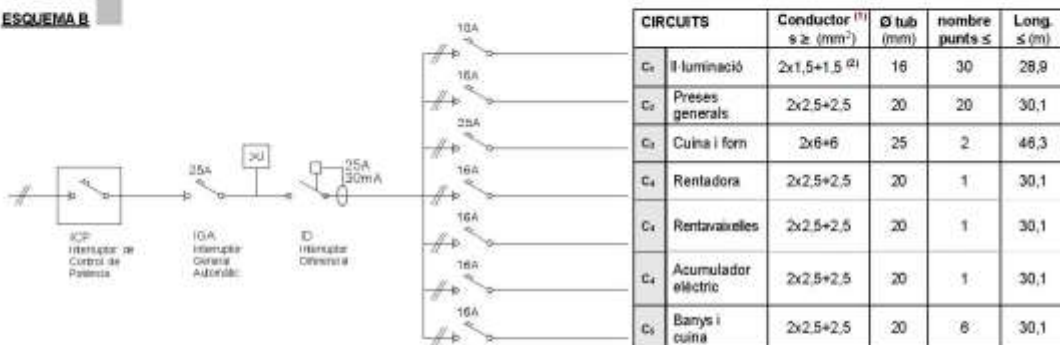 ESQUEMA B
10A
16A
25A
16A
16A
16A
16A
25A
>U
25A
30mA
ICP
Interruptor de
Control de
Potència
IGA
Interruptor
General
Automàtic
ID
Interruptor
Diferencial
CIRCUITS Conductor (1) s ≥ (mm²) Ø tub (mm) nombre punts ≤ Long. ≤ (m)
C₁ Il·luminació 2x1,5+1,5 (2) 16 30 28,9
C₂ Preses generals 2x2,5+2,5 20 20 30,1
C₃ Cuina i forn 2x6+6 25 2 46,3
C₄ Rentadora 2x2,5+2,5 20 1 30,1
C₄ Rentavaixelles 2x2,5+2,5 20 1 30,1
C₄ Acumulador elèctric 2x2,5+2,5 20 1 30,1
C₅ Banys i cuina 2x2,5+2,5 20 6 30,1